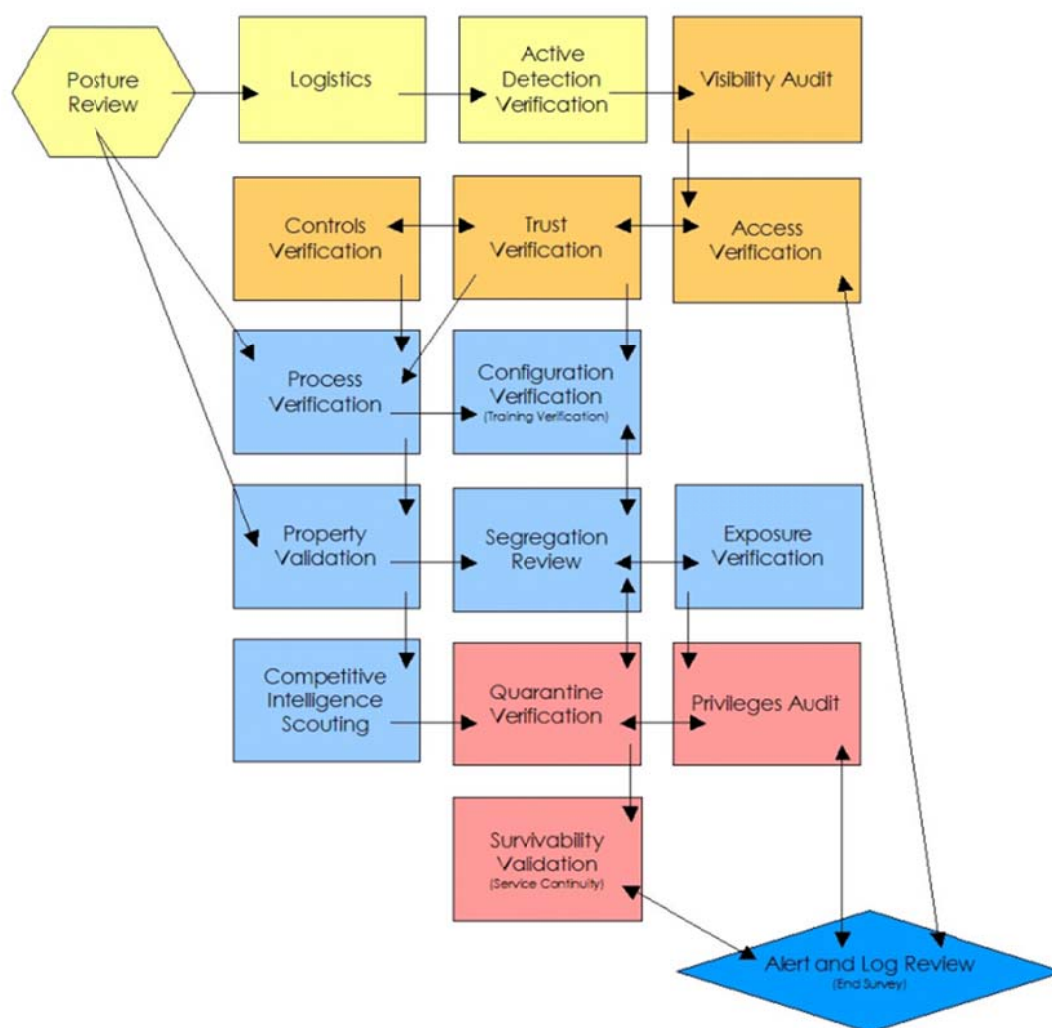 Posture
Review
Logistics
Active
Detection
Verification
Visibility Audit
Controls
Verification
Trust
Verification
Access
Verification
Process
Verification
Configuration
Verification
(Training Verification)
Property
Validation
Segregation
Review
Exposure
Verification
Competitive
Intelligence
Scouting
Quarantine
Verification
Privileges Audit
Survivability
Validation
(Service Continuity)
Alert and Log Review
(End Survey)